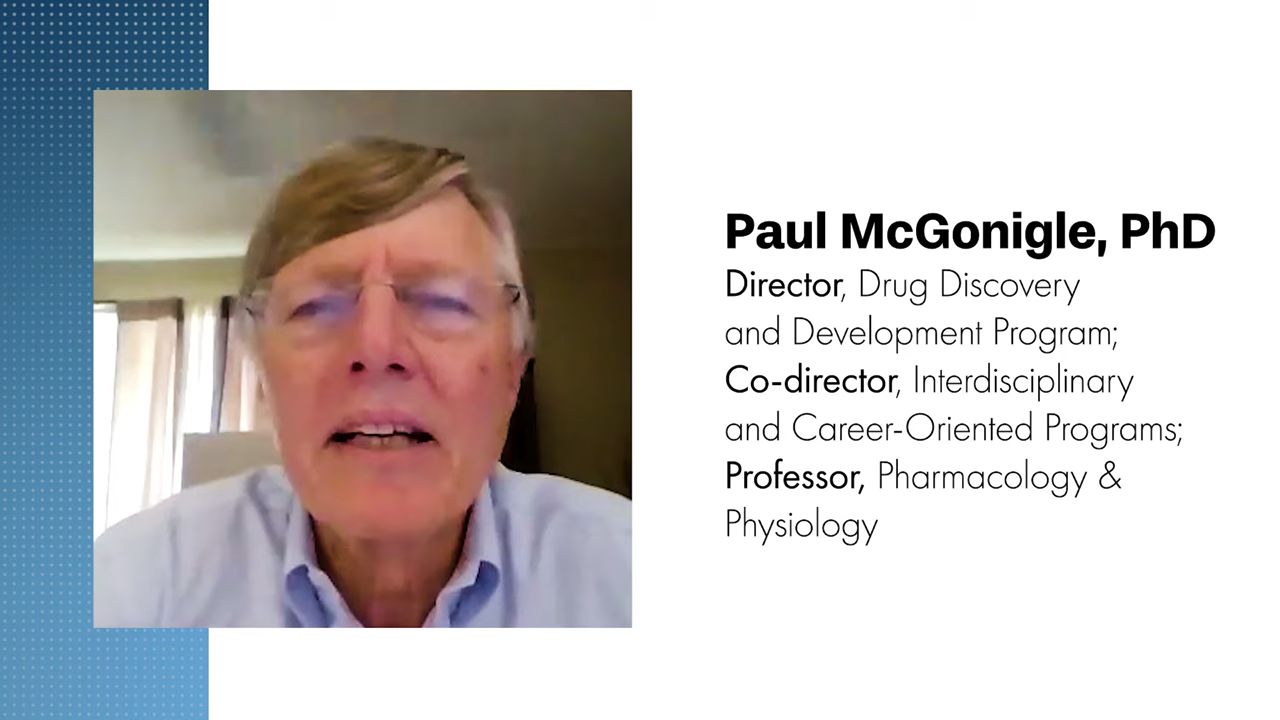 Paul McGonigle, PhD
Director, Drug Discovery
and Development Program;
Co-director, Interdisciplinary
and Career-Oriented Programs;
Professor, Pharmacology &
Physiology